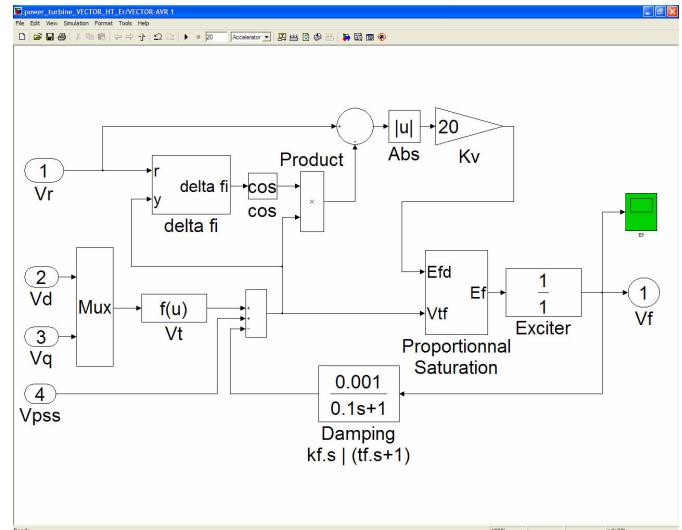 power_turbine_VECTOR_HT_Er/VECTOR-AVR 1
File Edit View Simulation Format Tools Help
20 Accelerator
1
Vr
r
y
delta fi
delta fi
cos
cos
Product
×
+
-
|u|
Abs
20
Kv
Ef
2
Vd
3
Vq
4
Vpss
Mux
f(u)
Vt
+
+
−
Efd
Vtf
Ef
Proportionnal
Saturation
1
1
Exciter
1
Vf
0.001
0.1s+1
Damping
kf.s | (tf.s+1)